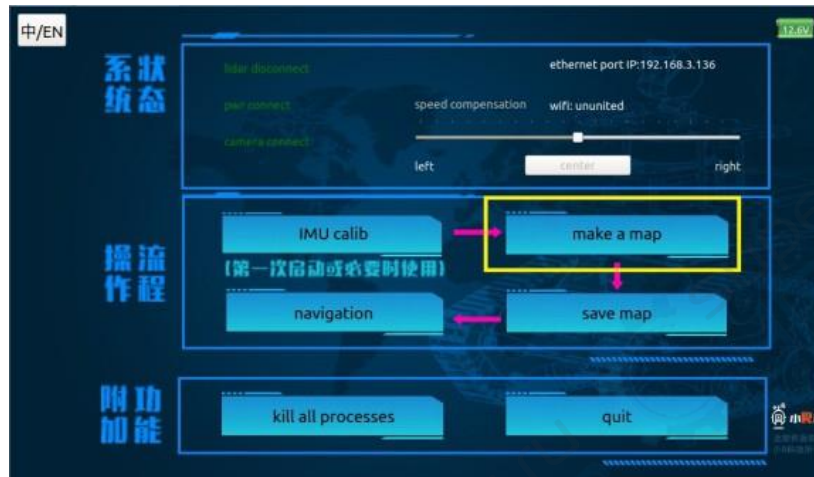 中/EN
12.6V
系统
状态
lidar disconnect
ethernet port IP:192.168.3.136
pwr connect
speed compensation
wifi: ununited
camera connect
left
center
right
操作
流程
IMU calib
make a map
(第一次启动或必要时使用)
navigation
save map
附加
功能
kill all processes
quit